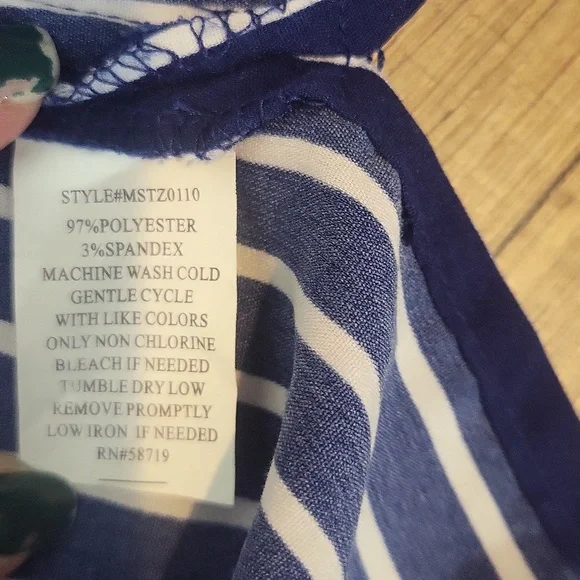 STYLE#MSTZ0110
97%POLYESTER
3%SPANDEX
MACHINE WASH COLD
GENTLE CYCLE
WITH LIKE COLORS
ONLY NON CHLORINE
BLEACH IF NEEDED
TUMBLE DRY LOW
REMOVE PROMPTLY
LOW IRON IF NEEDED
RN#58719